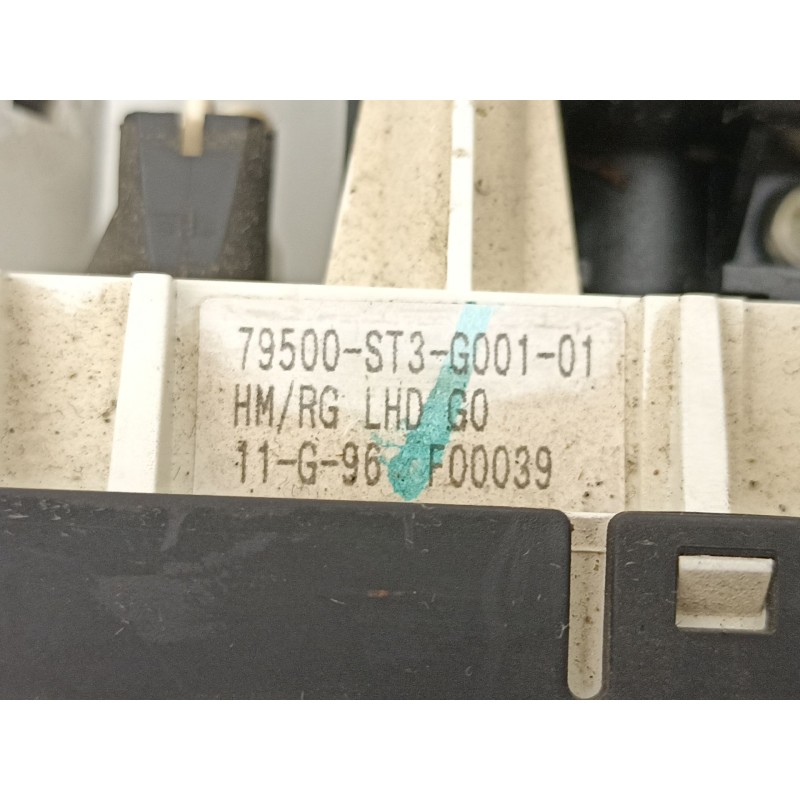 79500-ST3-G001-01
HM/RG LHD G0
11-G-96 F00039